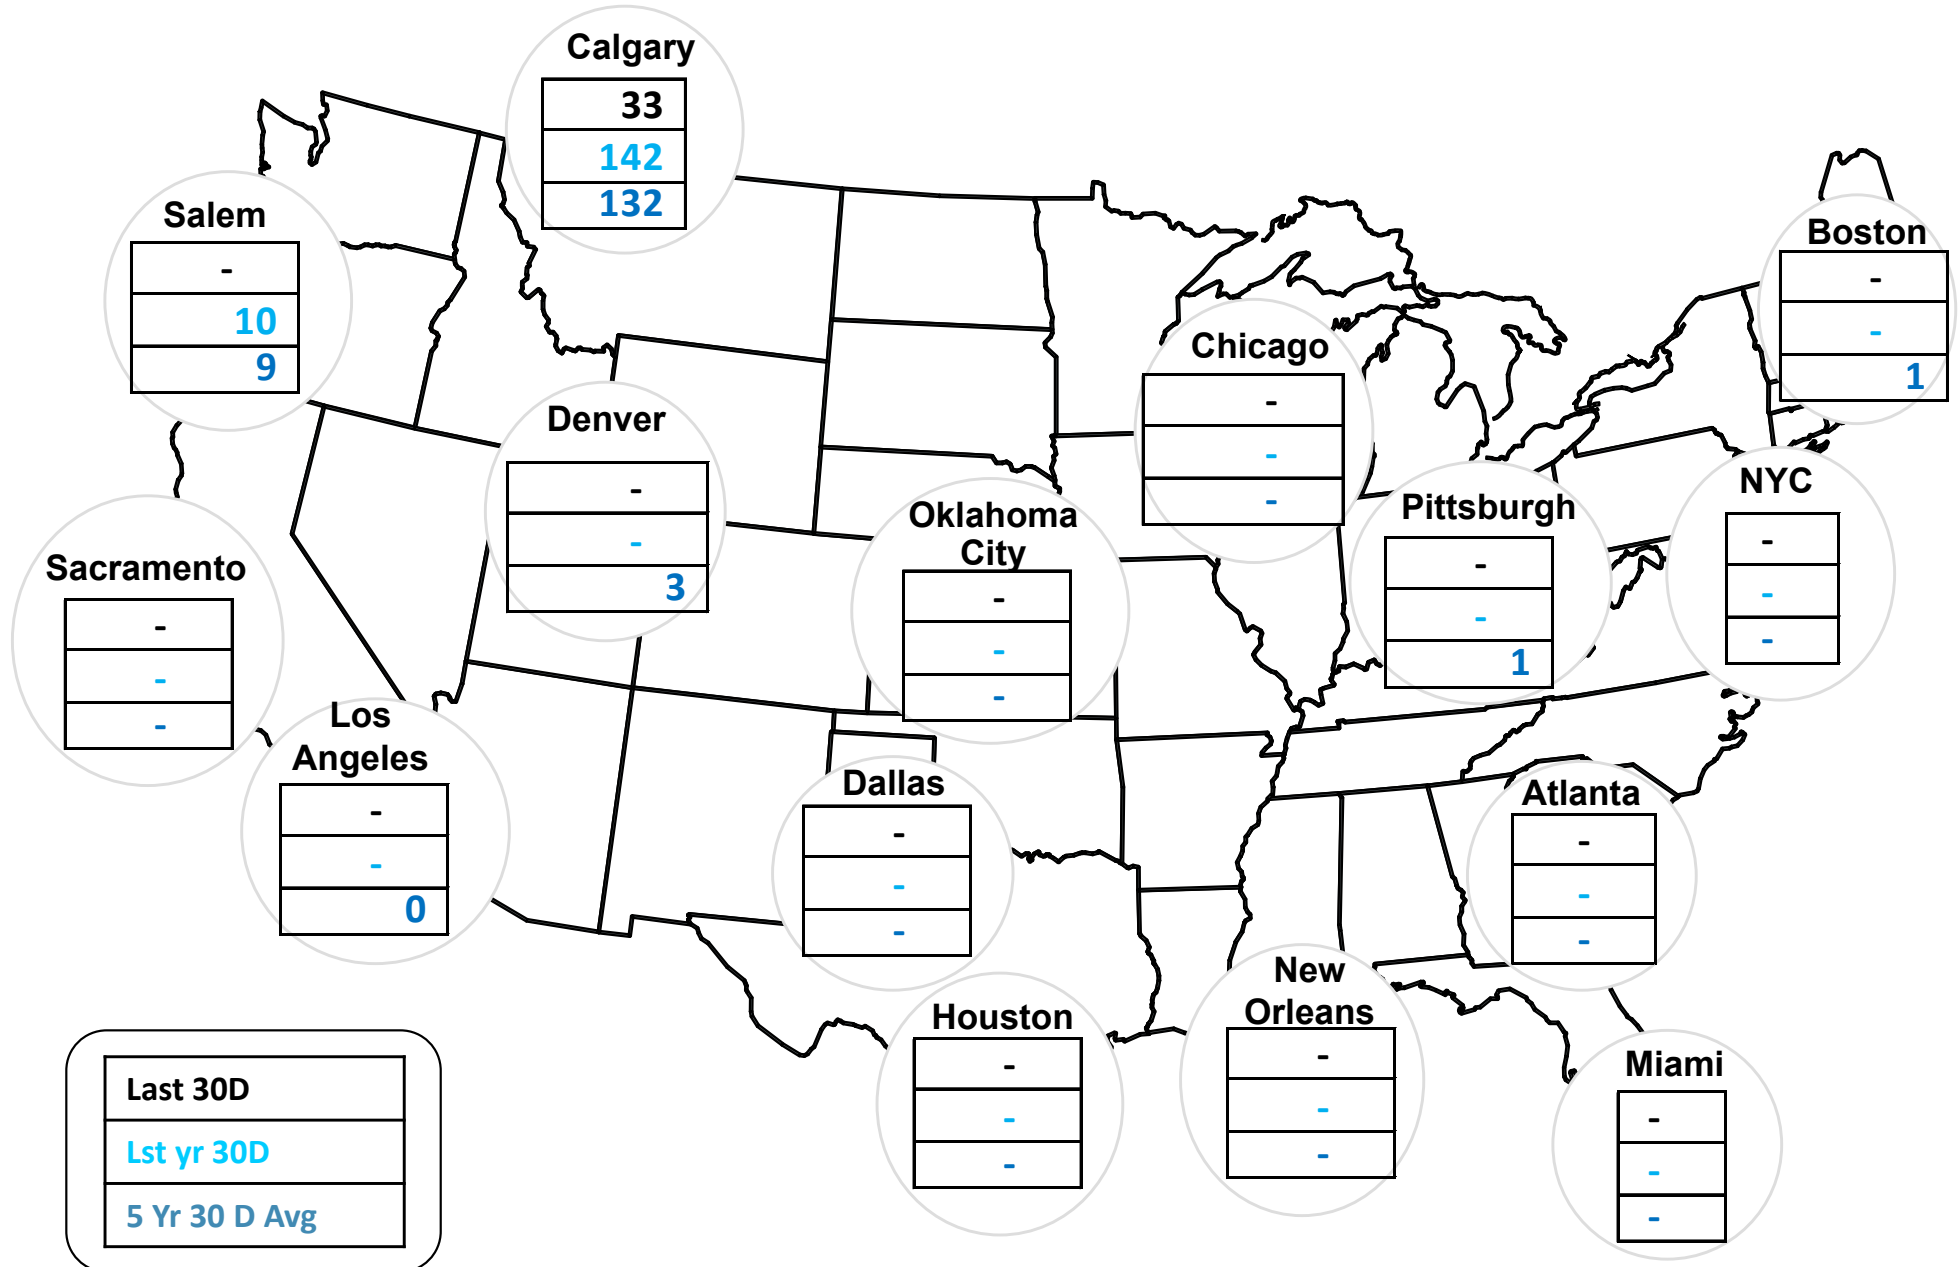 Calgary
33
142
132
Salem
-
10
9
Boston
-
-
1
Chicago
-
-
-
Denver
-
-
3
Oklahoma
City
-
-
-
Pittsburgh
-
-
1
NYC
-
-
-
Sacramento
-
-
-
Los
Angeles
-
-
0
Dallas
-
-
-
Atlanta
-
-
-
Houston
-
-
-
New
Orleans
-
-
-
Miami
-
-
-
Last 30D
Lst yr 30D
5 Yr 30 D Avg